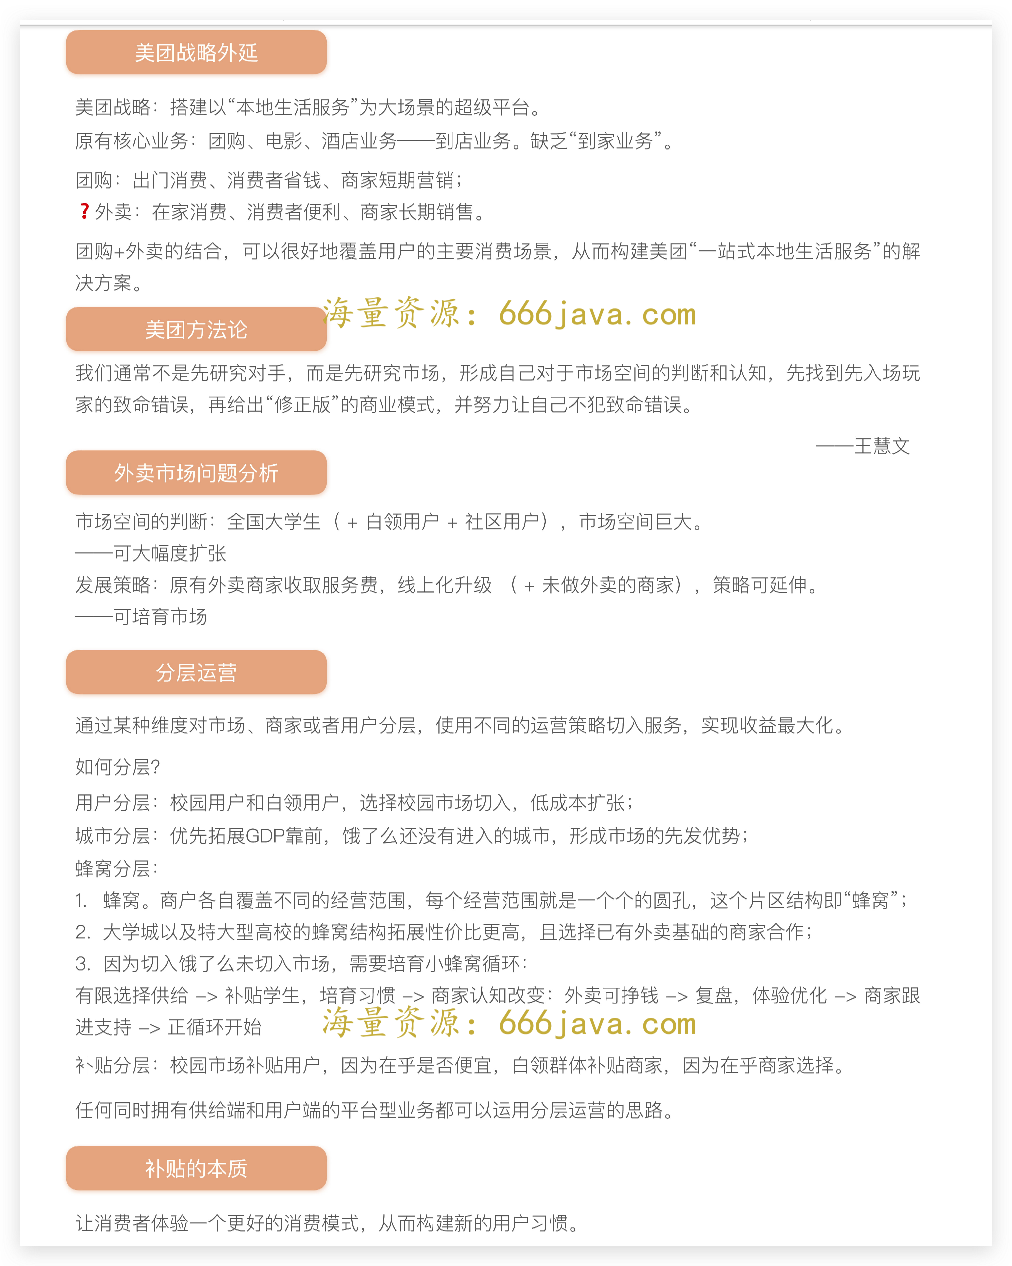 美团战略外延
美团战略：搭建以“本地生活服务”为大场景的超级平台。
原有核心业务：团购、电影、酒店业务——到店业务。缺乏“到家业务”。
团购：出门消费、消费者省钱、商家短期营销；
❓外卖：在家消费、消费者便利、商家长期销售。
团购+外卖的结合，可以很好地覆盖用户的主要消费场景，从而构建美团“一站式本地生活服务”的解
决方案。
海量资源：666java.com
美团方法论
我们通常不是先研究对手，而是先研究市场，形成自己对于市场空间的判断和认知，先找到先入场玩
家的致命错误，再给出“修正版”的商业模式，并努力让自己不犯致命错误。
——王慧文
外卖市场问题分析
市场空间的判断：全国大学生（ + 白领用户 + 社区用户），市场空间巨大。
——可大幅度扩张
发展策略：原有外卖商家收取服务费，线上化升级 （ + 未做外卖的商家），策略可延伸。
——可培育市场
分层运营
通过某种维度对市场、商家或者用户分层，使用不同的运营策略切入服务，实现收益最大化。
如何分层？
用户分层：校园用户和白领用户，选择校园市场切入，低成本扩张；
城市分层：优先拓展GDP靠前，饿了么还没有进入的城市，形成市场的先发优势；
蜂窝分层：
1. 蜂窝。商户各自覆盖不同的经营范围，每个经营范围就是一个个的圆孔，这个片区结构即“蜂窝”；
2. 大学城以及特大型高校的蜂窝结构拓展性价比更高，且选择已有外卖基础的商家合作；
3. 因为切入饿了么未切入市场，需要培育小蜂窝循环：
有限选择供给 -> 补贴学生，培育习惯 -> 商家认知改变：外卖可挣钱 -> 复盘，体验优化 -> 商家跟
进支持 -> 正循环开始
海量资源：666java.com
补贴分层：校园市场补贴用户，因为在乎是否便宜，白领群体补贴商家，因为在乎商家选择。
任何同时拥有供给端和用户端的平台型业务都可以运用分层运营的思路。
补贴的本质
让消费者体验一个更好的消费模式，从而构建新的用户习惯。